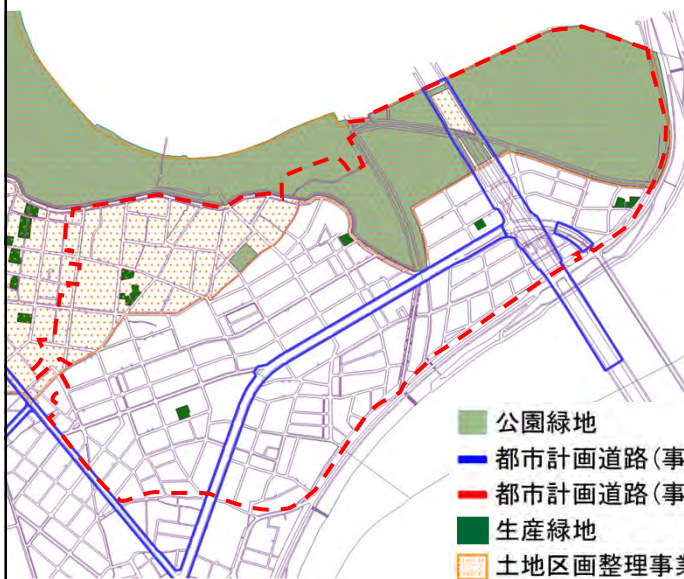 公園緑地
都市計画道路(事
都市計画道路(事
生産緑地
土地区画整理事業